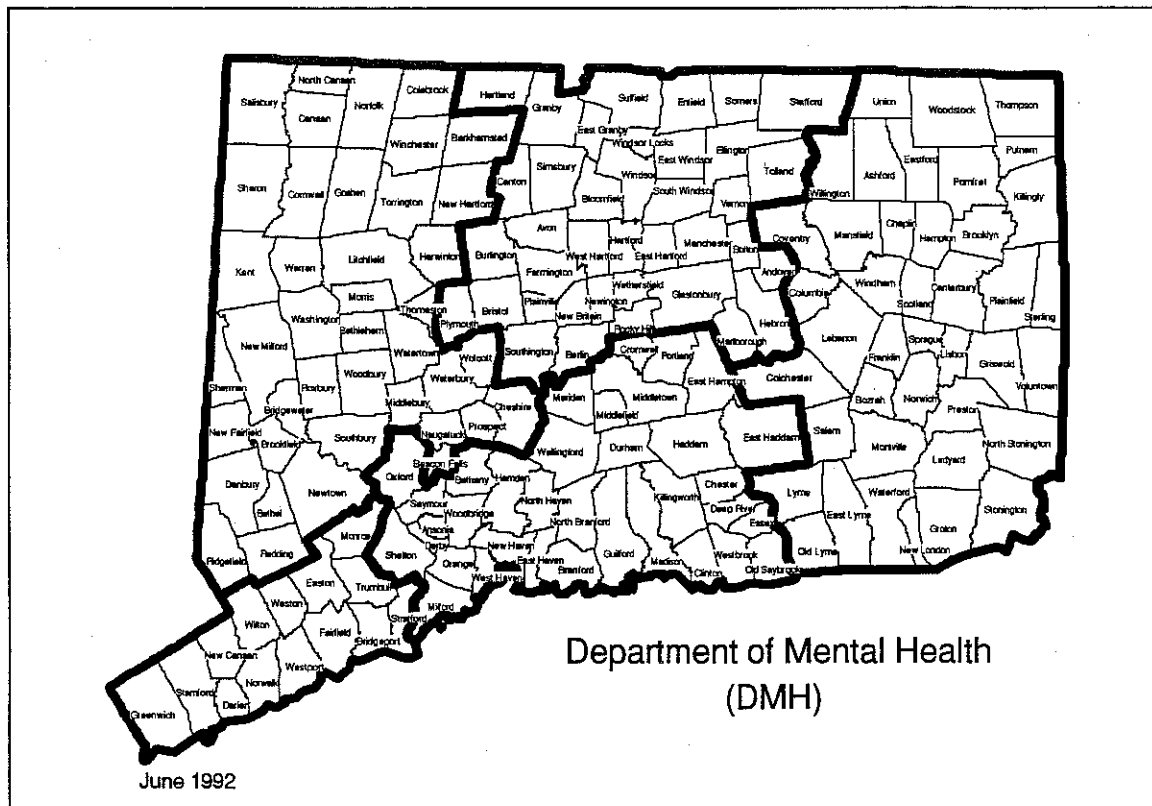 North Canaan
Colebrook
Hartland
Suffield
Enfield
Somers
Stafford
Union
Woodstock
Thompson
Salisbury
Canaan
Norfolk
Granby
East Granby
Windsor Locks
Winchester
Barkhamsted
Ellington
Eastford
Putnam
Simsbury
East Windsor
Tolland
Ashford
Pomfret
Killingly
Sharon
Cornwall
Goshen
Torrington
New Hartford
Canton
Bloomfield
Windsor
South Windsor
Vernon
Willington
Avon
Hartford
Manchester
Bolton
Coventry
Mansfield
Chaplin
Hampton
Brooklyn
Kent
Warren
Litchfield
Harwinton
Burlington
Farmington
West Hartford
East Hartford
Andover
Columbia
Windham
Scotland
Canterbury
Plainfield
Sterling
Morris
Washington
Bethlehem
Thomaston
Plymouth
Bristol
Plainville
New Britain
Newington
Wethersfield
Glastonbury
Rocky Hill
Hebron
Marlborough
Lebanon
Franklin
Sprague
Lisbon
Griswold
Voluntown
New Milford
Watertown
Wolcott
Southington
Berlin
Cromwell
Portland
East Hampton
Colchester
Sherman
Roxbury
Woodbury
Waterbury
Middlebury
Cheshire
Meriden
Middletown
Middlefield
Bozrah
Norwich
Preston
Bridgewater
New Fairfield
Brookfield
Southbury
Naugatuck
Prospect
Wallingford
Durham
Haddam
East Haddam
Salem
Montville
Ledyard
North Stonington
Danbury
Bethel
Newtown
Oxford
Beacon Falls
Bethany
Hamden
North Haven
Killingworth
Chester
Deep River
Essex
Lyme
East Lyme
Waterford
Groton
Stonington
Seymour
Woodbridge
Ansonia
Derby
North Branford
Ridgefield
Redding
Monroe
Shelton
Orange
New Haven
East Haven
West Haven
Branford
Guilford
Madison
Clinton
Westbrook
Old Saybrook
Old Lyme
New London
Easton
Trumbull
Weston
Wilton
Fairfield
Bridgeport
Stratford
Milford
New Canaan
Westport
Norwalk
Stamford
Darien
Greenwich
Department of Mental Health
(DMH)
June 1992